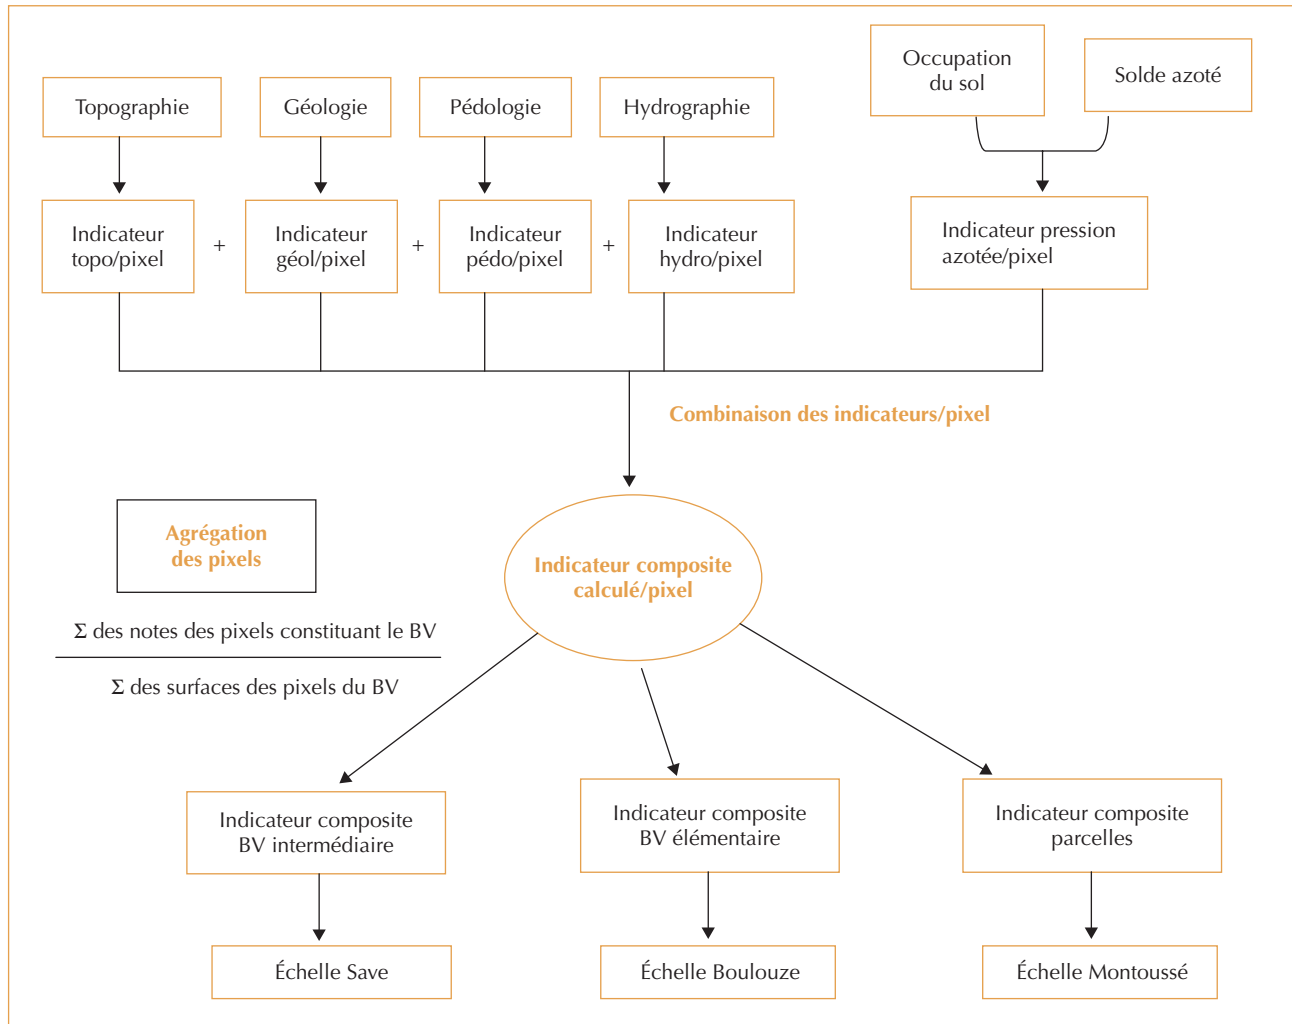 Topographie
Géologie
Pédologie
Hydrographie
Occupation
du sol
Solde azoté
Indicateur
topo/pixel
+
Indicateur
géol/pixel
+
Indicateur
pédo/pixel
+
Indicateur
hydro/pixel
Indicateur pression
azotée/pixel
Combinaison des indicateurs/pixel
Agrégation
des pixels
Σ des notes des pixels constituant le BV
Σ des surfaces des pixels du BV
Indicateur composite
calculé/pixel
Indicateur composite
BV intermédiaire
Indicateur composite
BV élémentaire
Indicateur composite
parcelles
Échelle Save
Échelle Boulouze
Échelle Montoussé